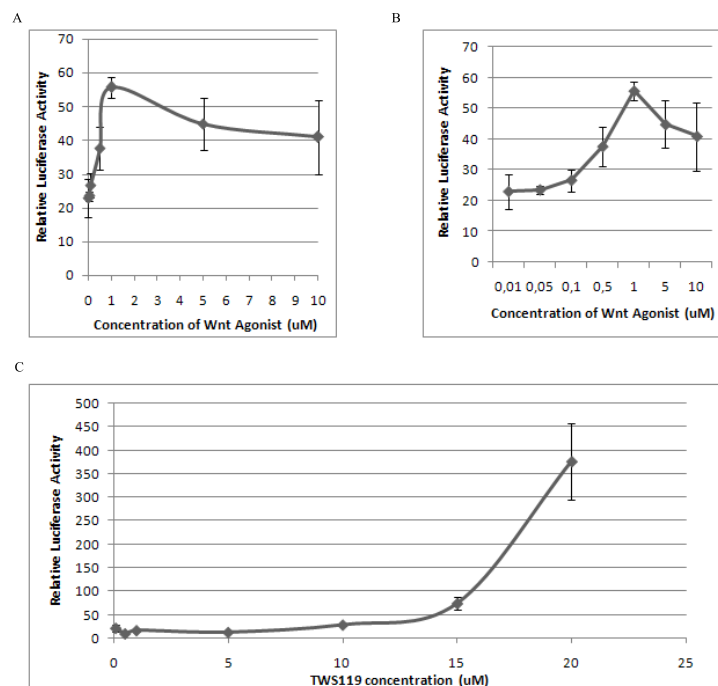 A
70
60
50
40
30
20
10
0
Relative Luciferase Activity
0 1 2 3 4 5 6 7 8 9 10
Concentration of Wnt Agonist (uM)
B
70
60
50
40
30
20
10
0
Relative Luciferase Activity
0,01 0,05 0,1 0,5 1 5 10
Concentration of Wnt Agonist (uM)
C
500
450
400
350
300
250
200
150
100
50
0
Relative Luciferase Activity
0 5 10 15 20 25
TWS119 concentration (uM)